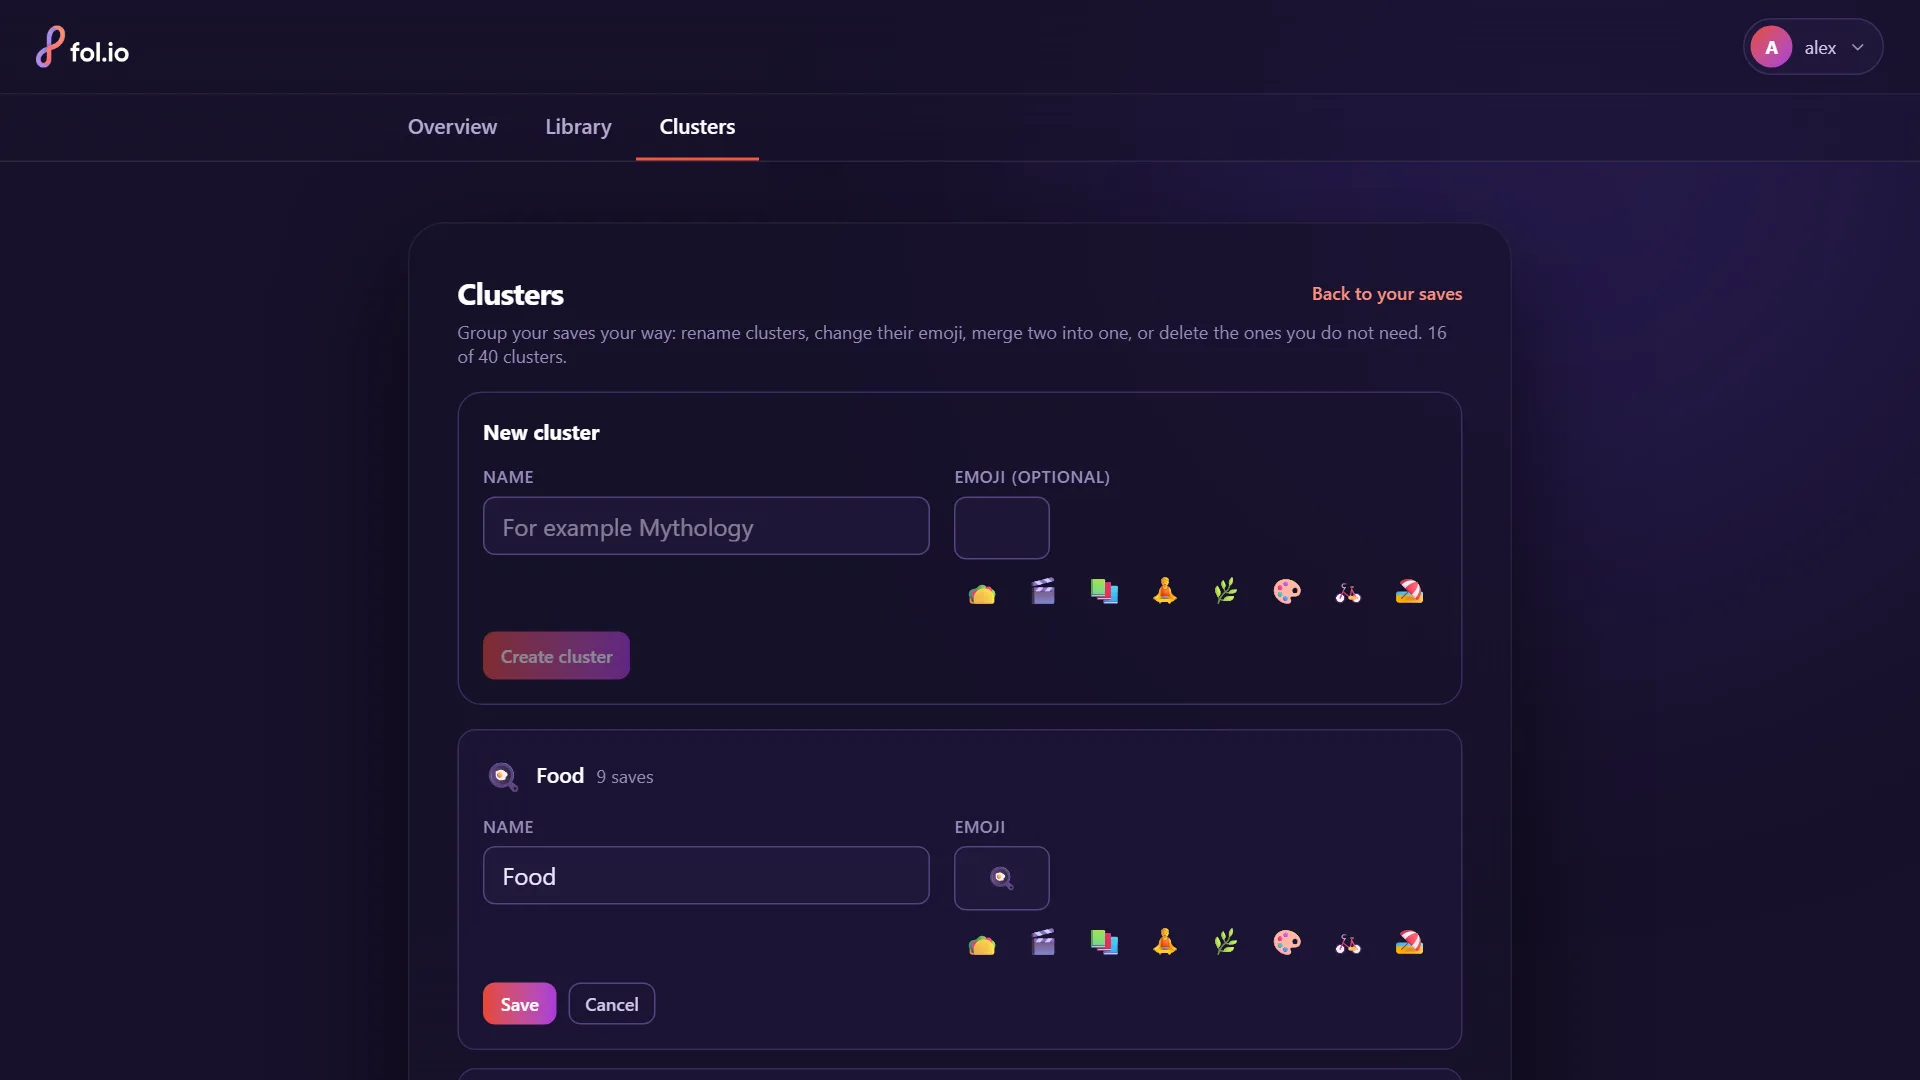 fol.io
A alex
Overview Library Clusters
Clusters
Back to your saves
Group your saves your way: rename clusters, change their emoji, merge two into one, or delete the ones you do not need. 16
of 40 clusters.
New cluster
NAME EMOJI (OPTIONAL)
For example Mythology
Create cluster
Food 9 saves
NAME EMOJI
Food
Save Cancel